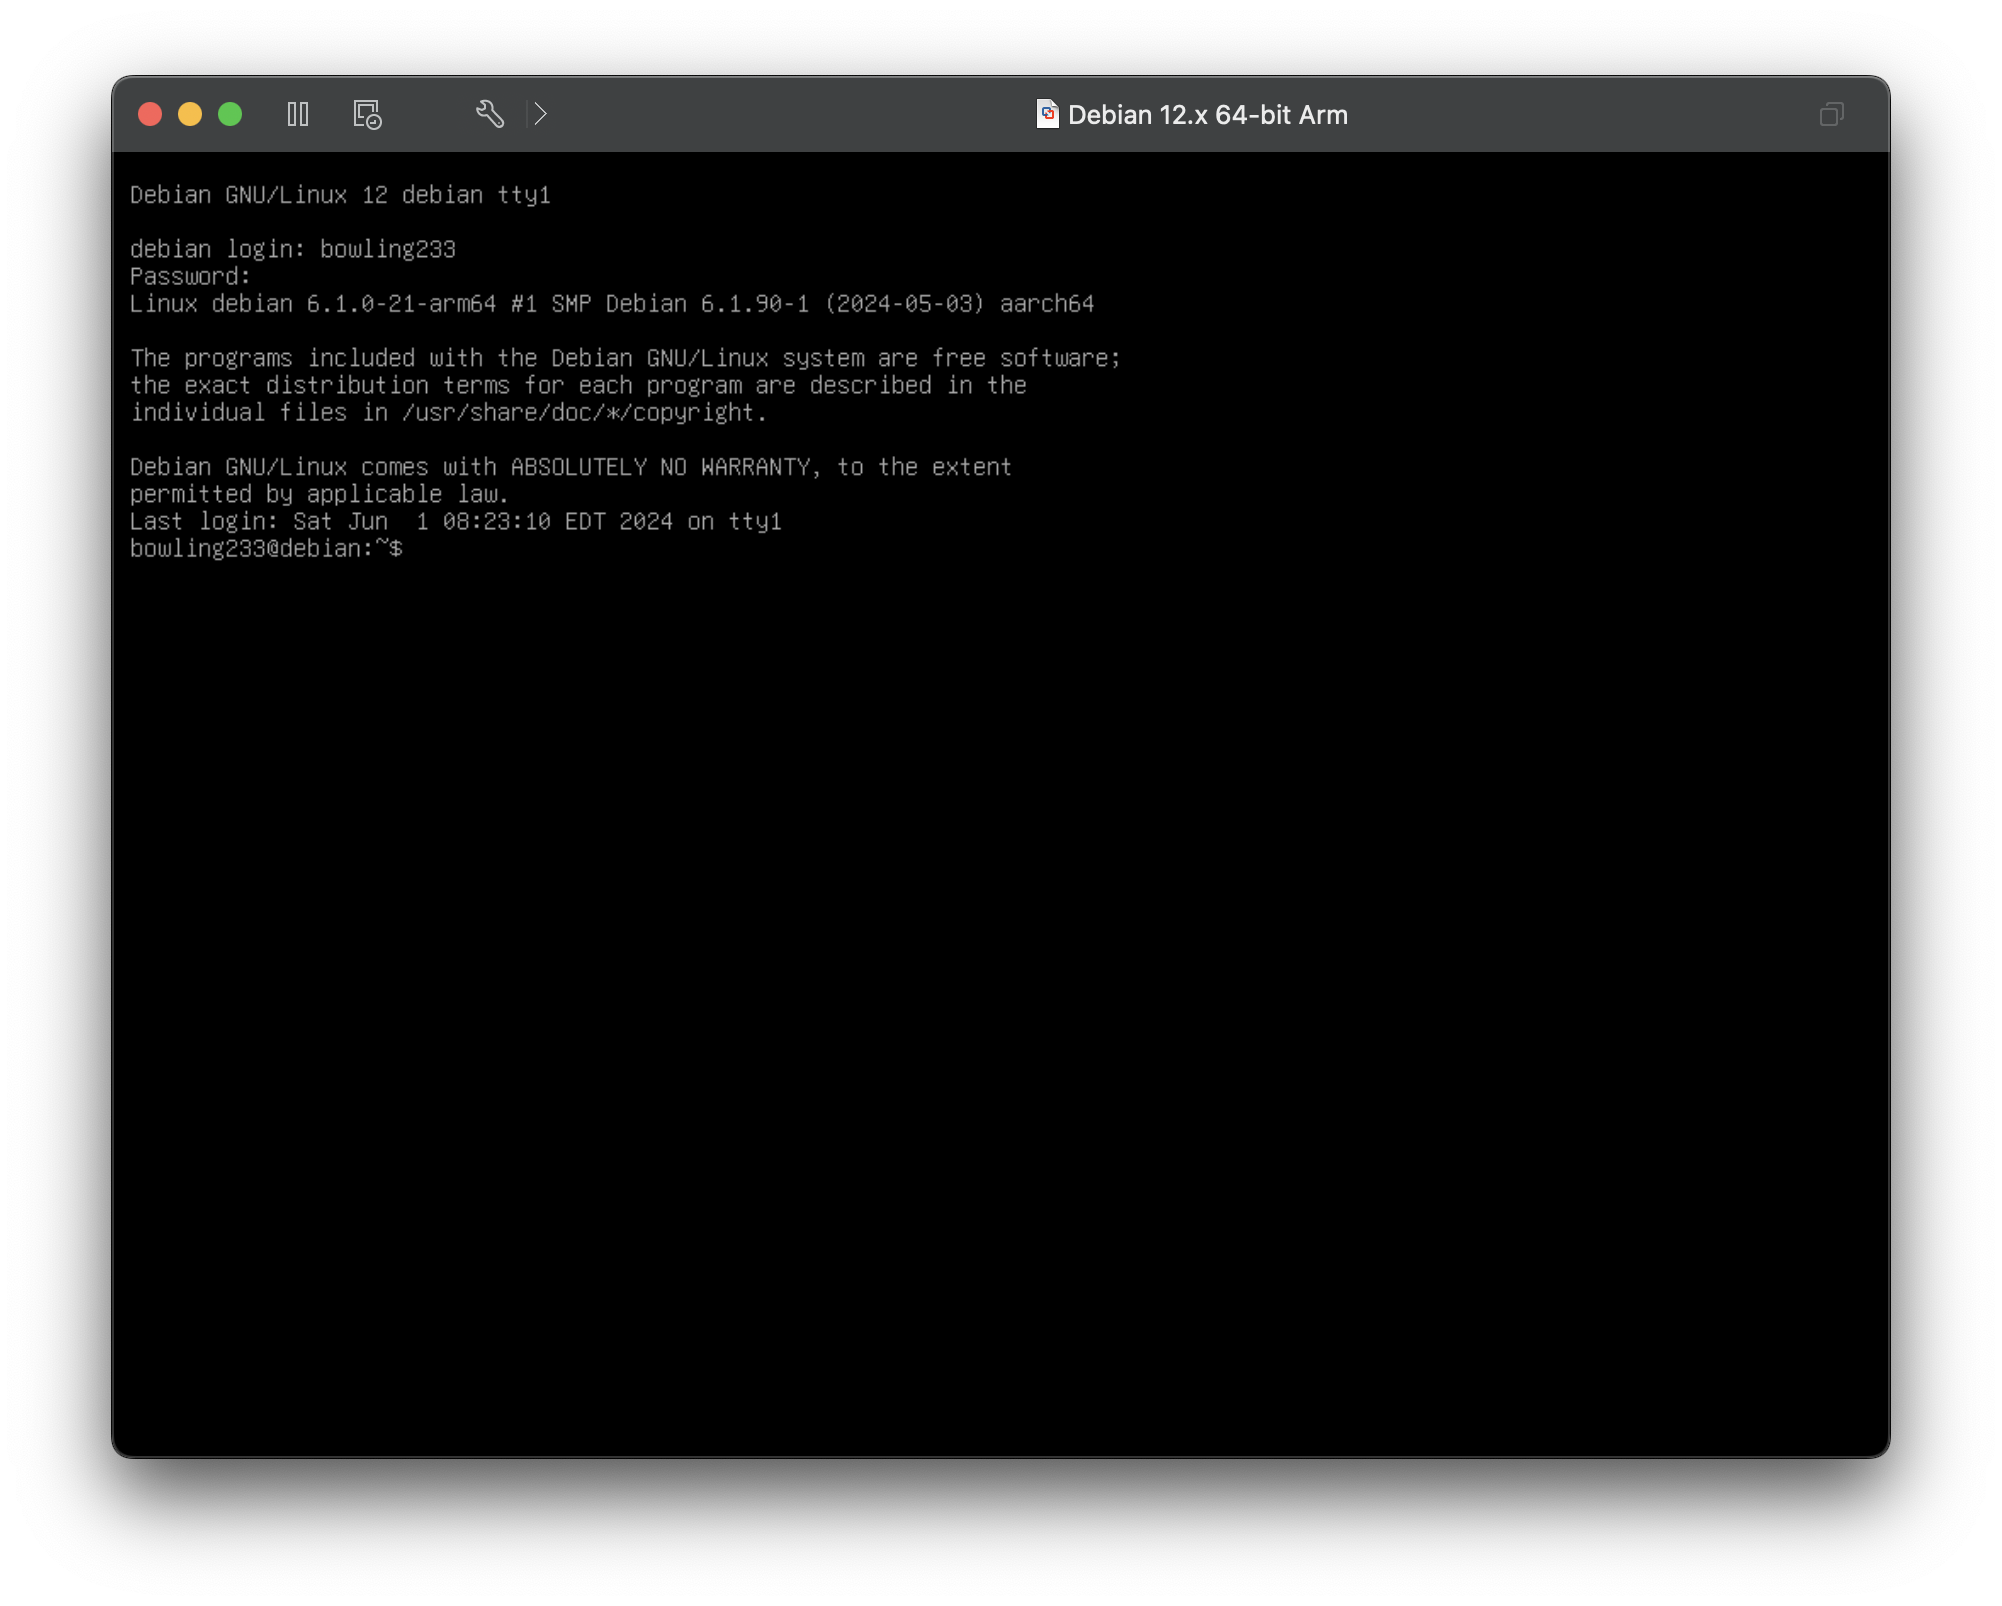 Debian 12.x 64-bit Arm
Debian GNU/Linux 12 debian tty1
debian login: bowling233
Password:
Linux debian 6.1.0-21-arm64 #1 SMP Debian 6.1.90-1 (2024-05-03) aarch64
The programs included with the Debian GNU/Linux system are free software;
the exact distribution terms for each program are described in the
individual files in /usr/share/doc/*/copyright.
Debian GNU/Linux comes with ABSOLUTELY NO WARRANTY, to the extent
permitted by applicable law.
Last login: Sat Jun  1 08:23:10 EDT 2024 on tty1
bowling233@debian:~$